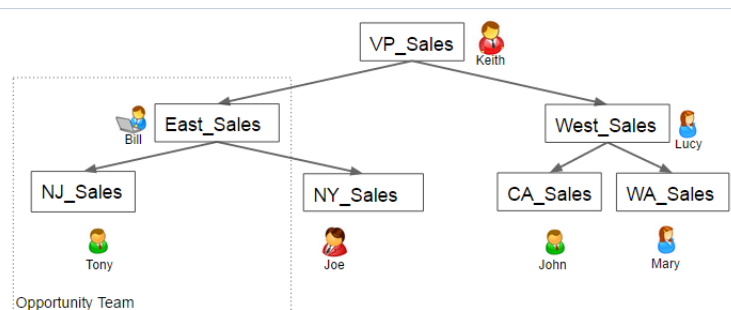 VP_Sales
Keith
East_Sales
Bill
West_Sales
Lucy
NJ_Sales
NY_Sales
CA_Sales
WA_Sales
Tony
Joe
John
Mary
Opportunity Team